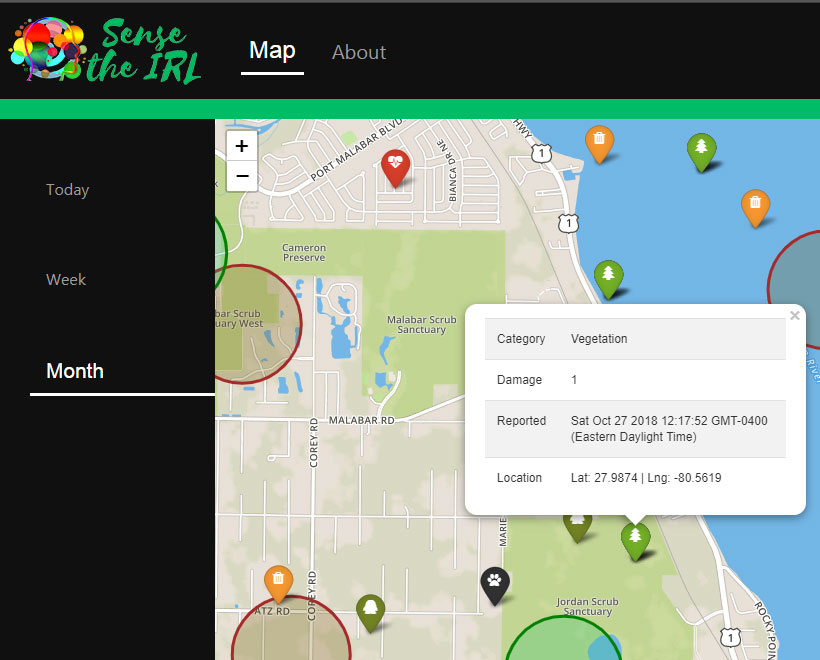 Sense
the IRL
Map
About
Today
Week
Month
+
−
PORT MALABAR BLVD
BIANCA DR NE
HWY
1
1
Cameron
Preserve
bar Scrub
uary West
Malabar Scrub
Sanctuary
MALABAR RD
COREY RD
COREY RD
ATZ RD
MARIE
Jordan Scrub
Sanctuary
1
ROCKY POIN
River
×
Category Vegetation
Damage 1
Reported Sat Oct 27 2018 12:17:52 GMT-0400
(Eastern Daylight Time)
Location Lat: 27.9874 | Lng: -80.5619